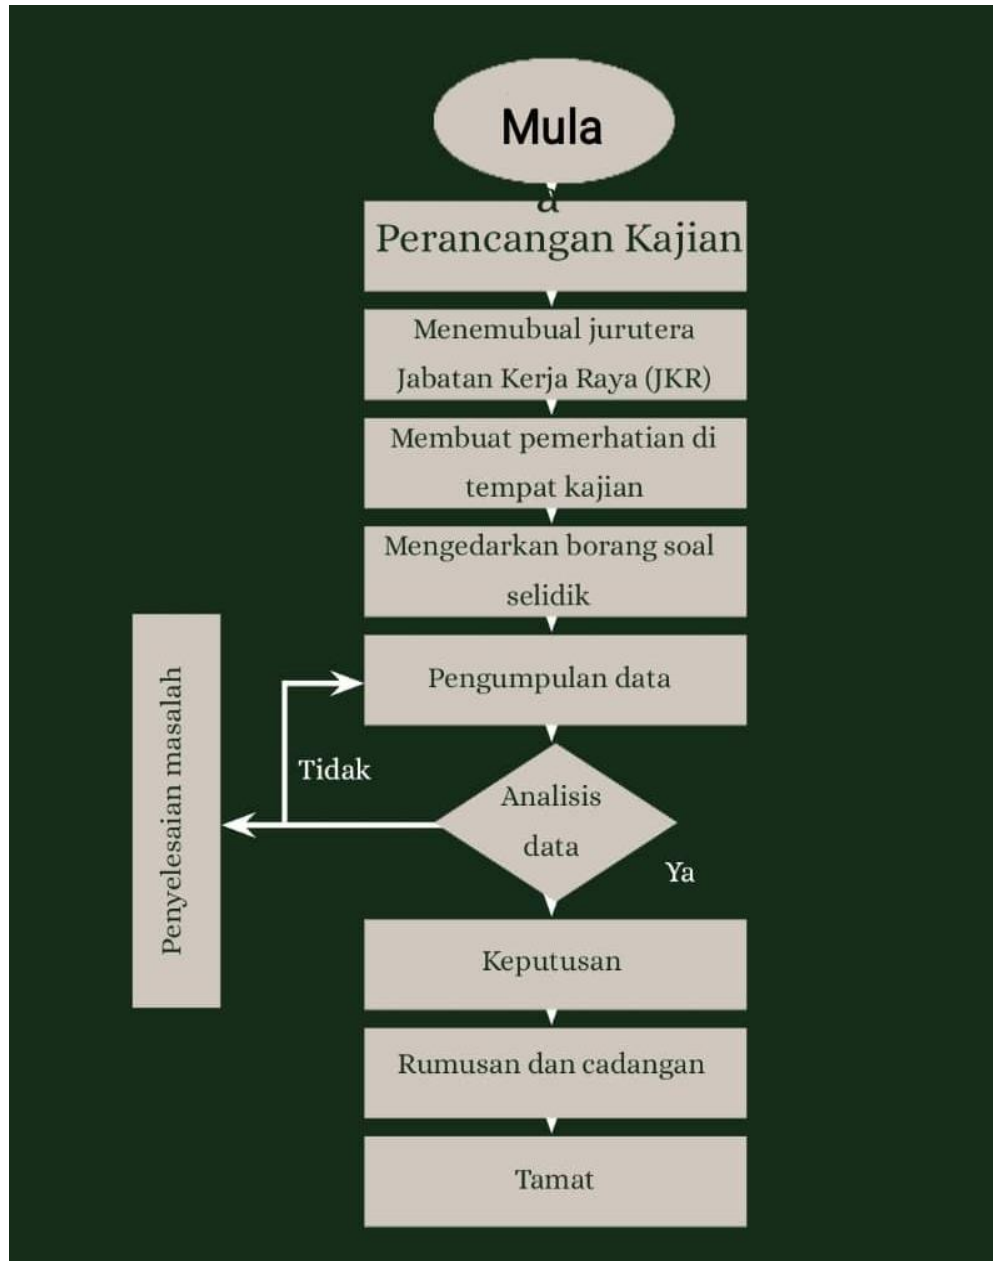 Mula
a
Perancangan Kajian
Menemubual jurutera
Jabatan Kerja Raya (JKR)
Membuat pemerhatian di
tempat kajian
Mengedarkan borang soal
selidik
Pengumpulan data
Penyelesaian masalah
Tidak
Analisis
data
Ya
Keputusan
Rumusan dan cadangan
Tamat